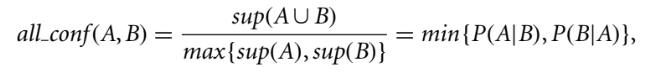 all_conf(A, B) = sup(A ∪ B) / max{sup(A), sup(B)} = min{P(A|B), P(B|A)},